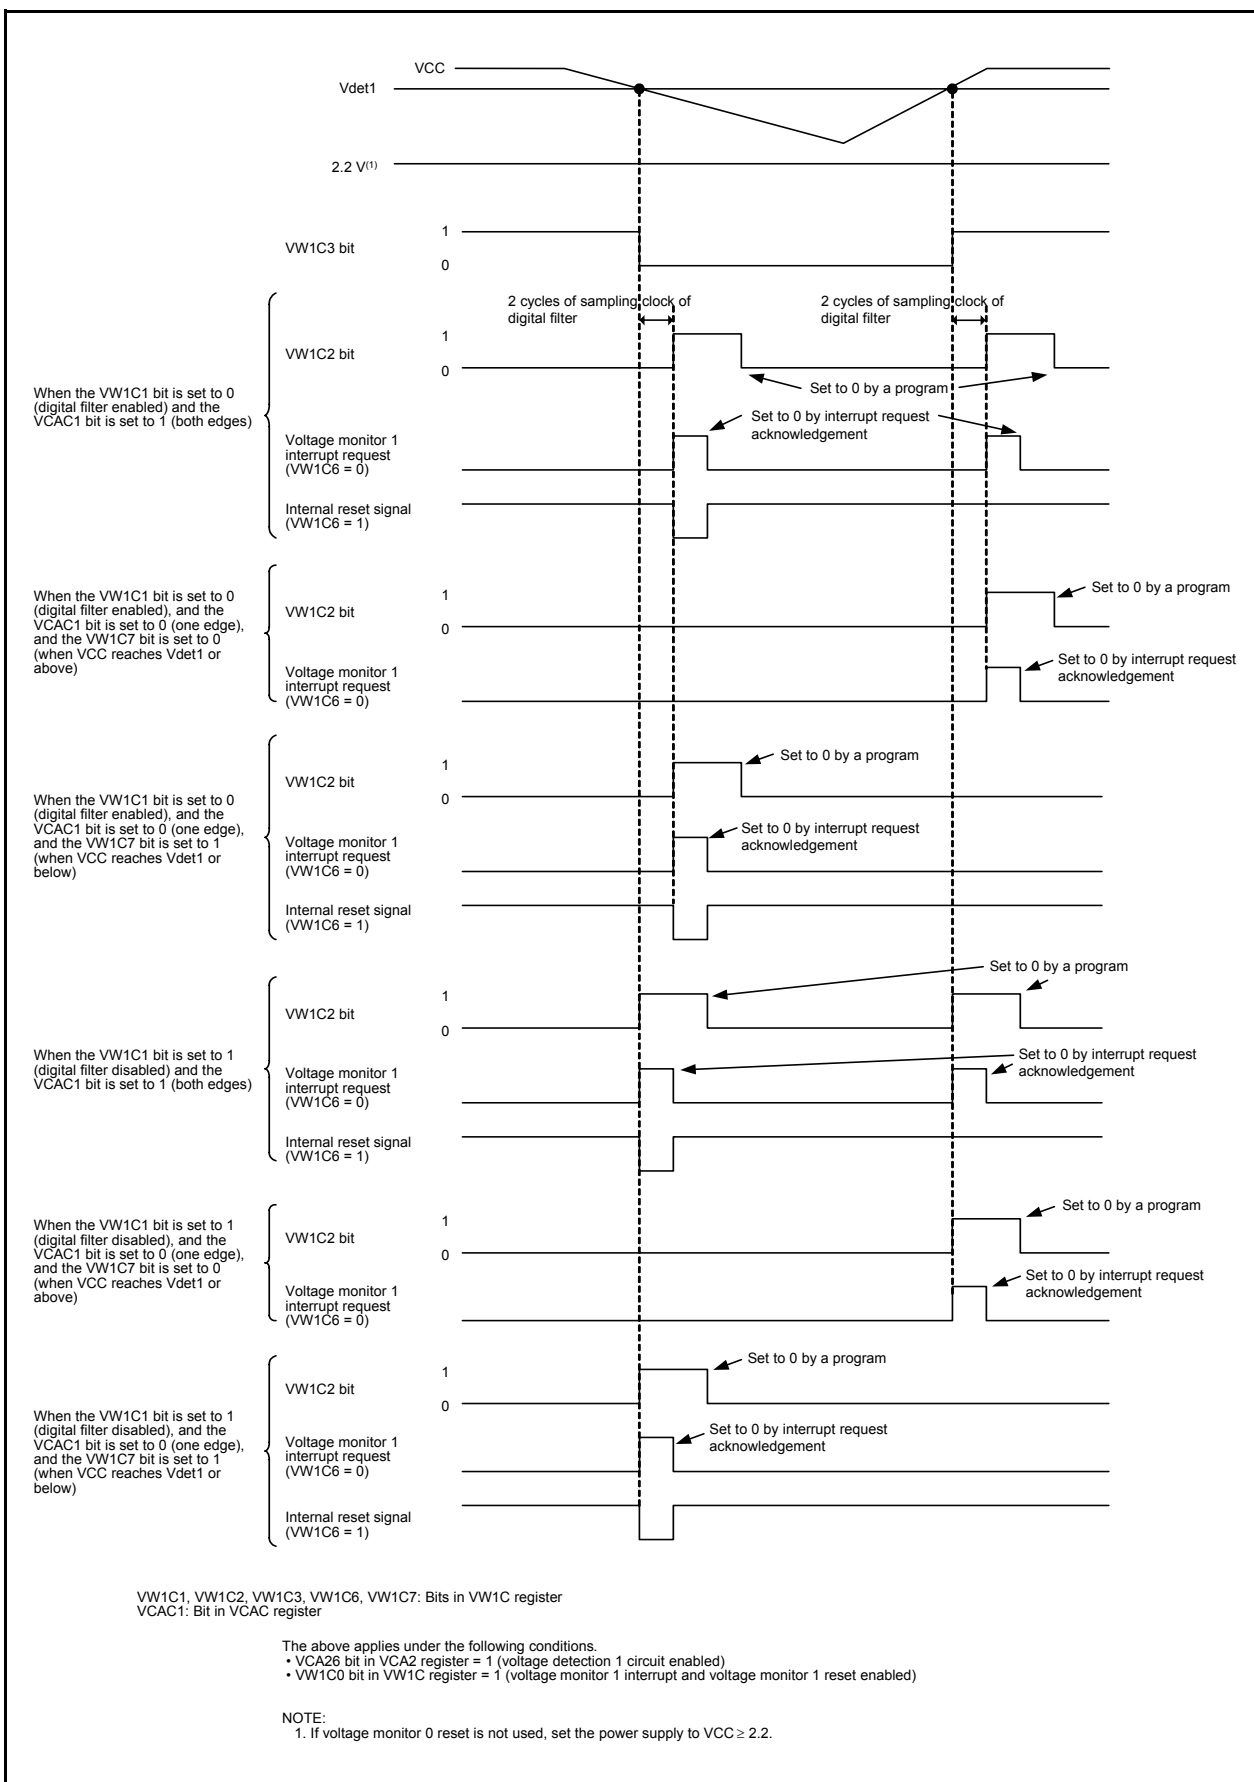 VCC
Vdet1
2.2 V(1)
VW1C3 bit
1
0
2 cycles of sampling clock of
digital filter
2 cycles of sampling clock of
digital filter
When the VW1C1 bit is set to 0
(digital filter enabled) and the
VCAC1 bit is set to 1 (both edges)
VW1C2 bit
1
0
Set to 0 by a program
Voltage monitor 1
interrupt request
(VW1C6 = 0)
Set to 0 by interrupt request
acknowledgement
Internal reset signal
(VW1C6 = 1)
When the VW1C1 bit is set to 0
(digital filter enabled), and the
VCAC1 bit is set to 0 (one edge),
and the VW1C7 bit is set to 0
(when VCC reaches Vdet1 or
above)
VW1C2 bit
1
0
Set to 0 by a program
Voltage monitor 1
interrupt request
(VW1C6 = 0)
Set to 0 by interrupt request
acknowledgement
When the VW1C1 bit is set to 0
(digital filter enabled), and the
VCAC1 bit is set to 0 (one edge),
and the VW1C7 bit is set to 1
(when VCC reaches Vdet1 or
below)
VW1C2 bit
1
0
Set to 0 by a program
Voltage monitor 1
interrupt request
(VW1C6 = 0)
Set to 0 by interrupt request
acknowledgement
Internal reset signal
(VW1C6 = 1)
When the VW1C1 bit is set to 1
(digital filter disabled) and the
VCAC1 bit is set to 1 (both edges)
VW1C2 bit
1
0
Set to 0 by a program
Voltage monitor 1
interrupt request
(VW1C6 = 0)
Set to 0 by interrupt request
acknowledgement
Internal reset signal
(VW1C6 = 1)
When the VW1C1 bit is set to 1
(digital filter disabled), and the
VCAC1 bit is set to 0 (one edge),
and the VW1C7 bit is set to 0
(when VCC reaches Vdet1 or
above)
VW1C2 bit
1
0
Set to 0 by a program
Voltage monitor 1
interrupt request
(VW1C6 = 0)
Set to 0 by interrupt request
acknowledgement
When the VW1C1 bit is set to 1
(digital filter disabled), and the
VCAC1 bit is set to 0 (one edge),
and the VW1C7 bit is set to 1
(when VCC reaches Vdet1 or
below)
VW1C2 bit
1
0
Set to 0 by a program
Voltage monitor 1
interrupt request
(VW1C6 = 0)
Set to 0 by interrupt request
acknowledgement
Internal reset signal
(VW1C6 = 1)
VW1C1, VW1C2, VW1C3, VW1C6, VW1C7: Bits in VW1C register
VCAC1: Bit in VCAC register
The above applies under the following conditions.
• VCA26 bit in VCA2 register = 1 (voltage detection 1 circuit enabled)
• VW1C0 bit in VW1C register = 1 (voltage monitor 1 interrupt and voltage monitor 1 reset enabled)
NOTE:
1. If voltage monitor 0 reset is not used, set the power supply to VCC ≥ 2.2.